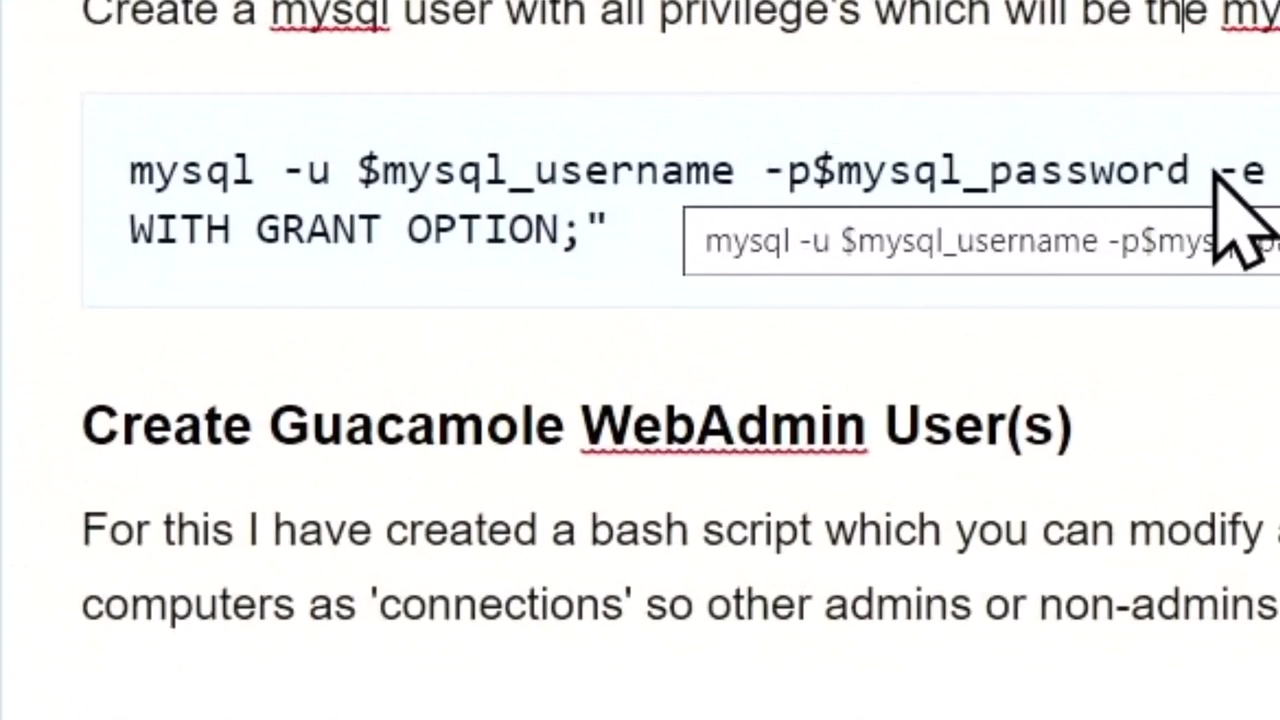 Create a mysql user with all privilege's which will be the my
mysql -u $mysql_username -p$mysql_password -e
WITH GRANT OPTION;"
mysql -u $mysql_username -p$mys
Create Guacamole WebAdmin User(s)
For this I have created a bash script which you can modify
computers as 'connections' so other admins or non-admins